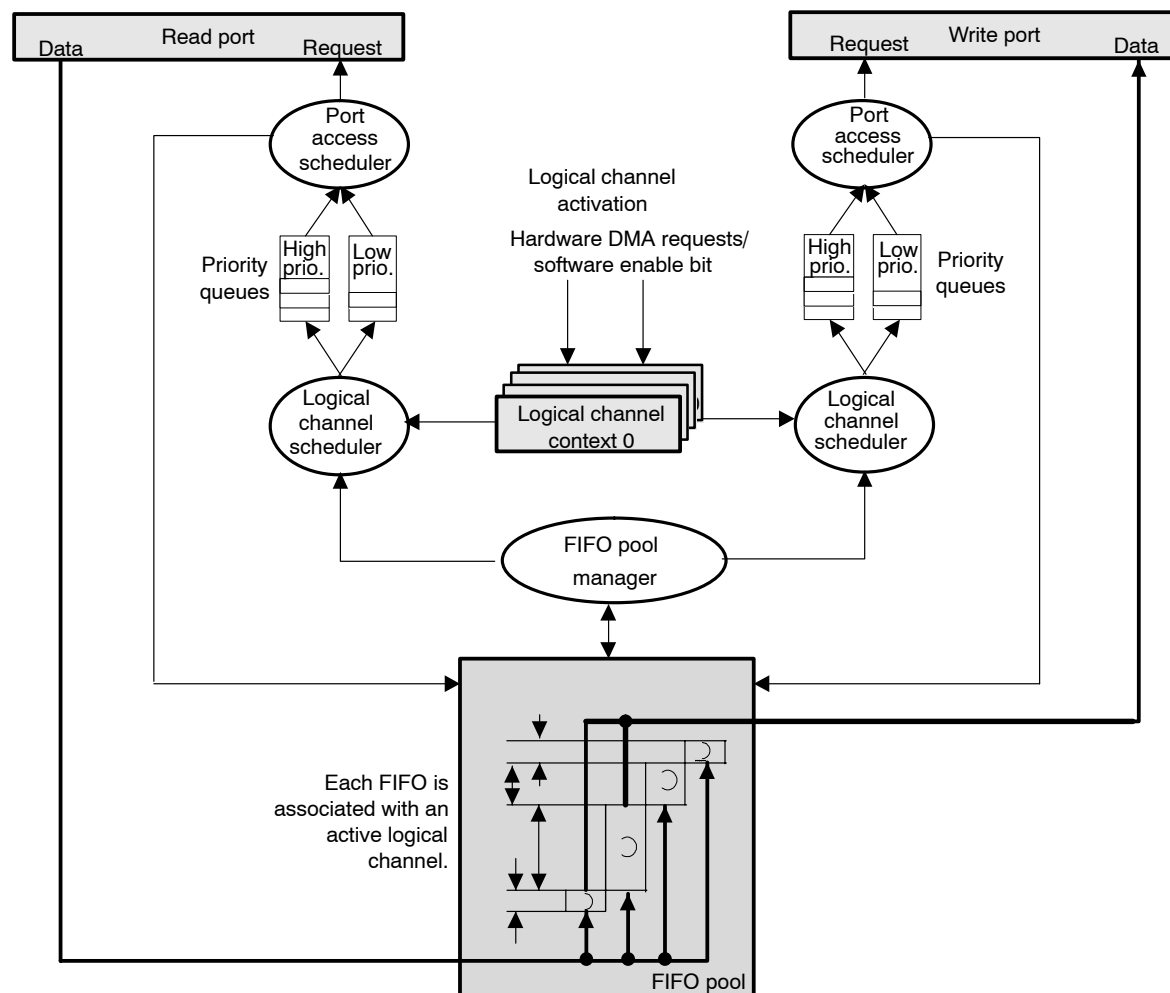 Read port
Data
Request
Write port
Request
Data
Port
access
scheduler
Port
access
scheduler
Logical channel
activation
Hardware DMA requests/
software enable bit
Priority
queues
High
prio.
Low
prio.
High
prio.
Low
prio.
Priority
queues
Logical
channel
scheduler
Logical channel
context 0
Logical
channel
scheduler
FIFO pool
manager
Each FIFO is
associated with an
active logical
channel.
FIFO pool